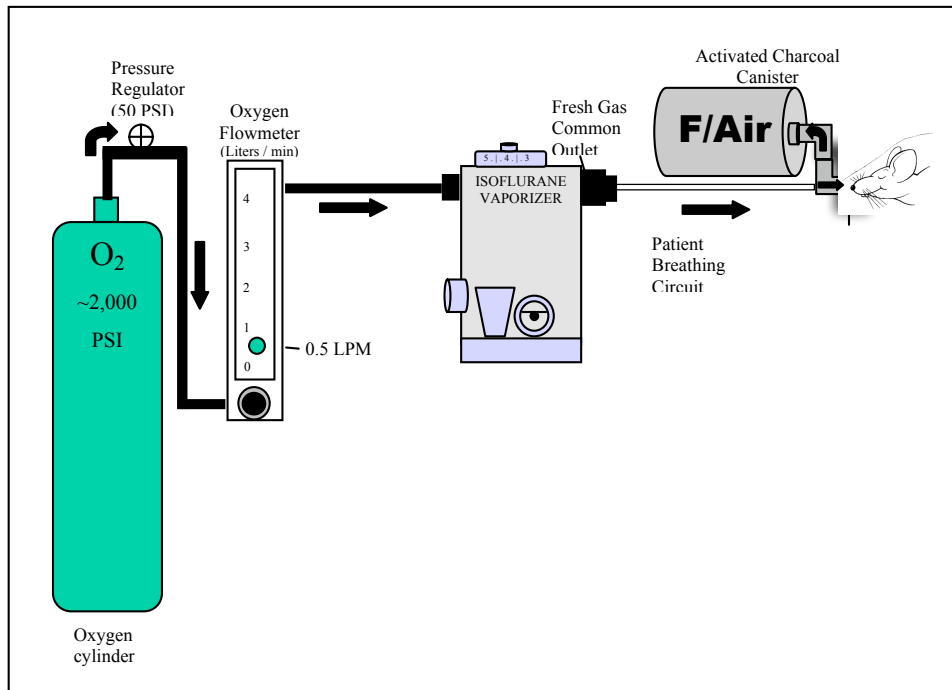 Pressure
Regulator
(50 PSI)
Oxygen
Flowmeter
(Liters / min)
Activated Charcoal
Canister
F/Air
Fresh Gas
Common
Outlet
5 . | . 4 . | . 3
ISOFLURANE
VAPORIZER
4
3
2
1
0
0.5 LPM
O2
~2,000
PSI
Patient
Breathing
Circuit
Oxygen
cylinder